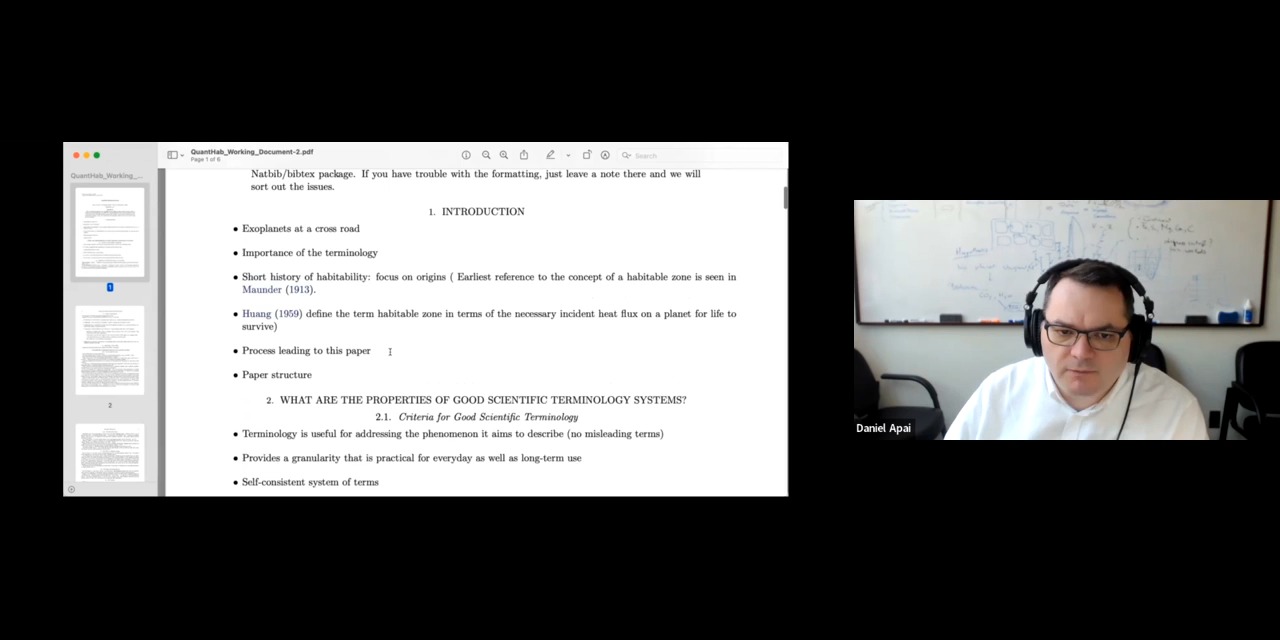 QuantHab_Working_Document-2.pdf
Page 1 of 6
Search
QuantHab_Working_...
1
2
Natbib/bibtex package. If you have trouble with the formatting, just leave a note there and we will
sort out the issues.
1. INTRODUCTION
• Exoplanets at a cross road
• Importance of the terminology
• Short history of habitability: focus on origins ( Earliest reference to the concept of a habitable zone is seen in
Maunder (1913).
• Huang (1959) define the term habitable zone in terms of the necessary incident heat flux on a planet for life to
survive)
• Process leading to this paper
• Paper structure
2. WHAT ARE THE PROPERTIES OF GOOD SCIENTIFIC TERMINOLOGY SYSTEMS?
2.1. Criteria for Good Scientific Terminology
• Terminology is useful for addressing the phenomenon it aims to describe (no misleading terms)
• Provides a granularity that is practical for everyday as well as long-term use
• Self-consistent system of terms
Daniel Apai